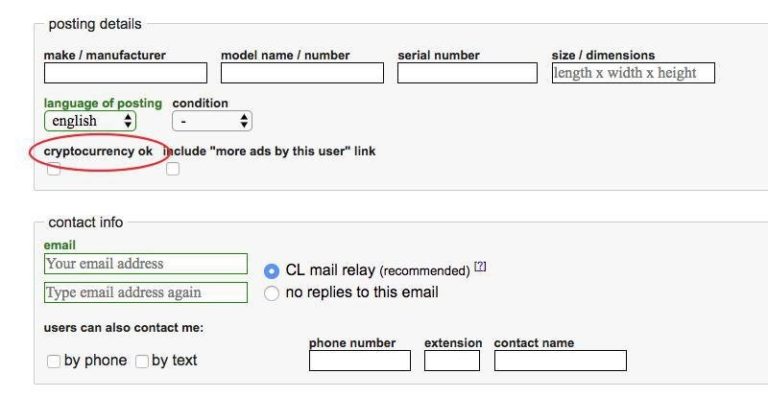 posting details
make / manufacturer model name / number serial number size / dimensions
length x width x height
language of posting condition
english -
cryptocurrency ok include "more ads by this user" link
contact info
email
Your email address
CL mail relay (recommended) [?]
Type email address again no replies to this email
users can also contact me:
phone number extension contact name
by phone by text